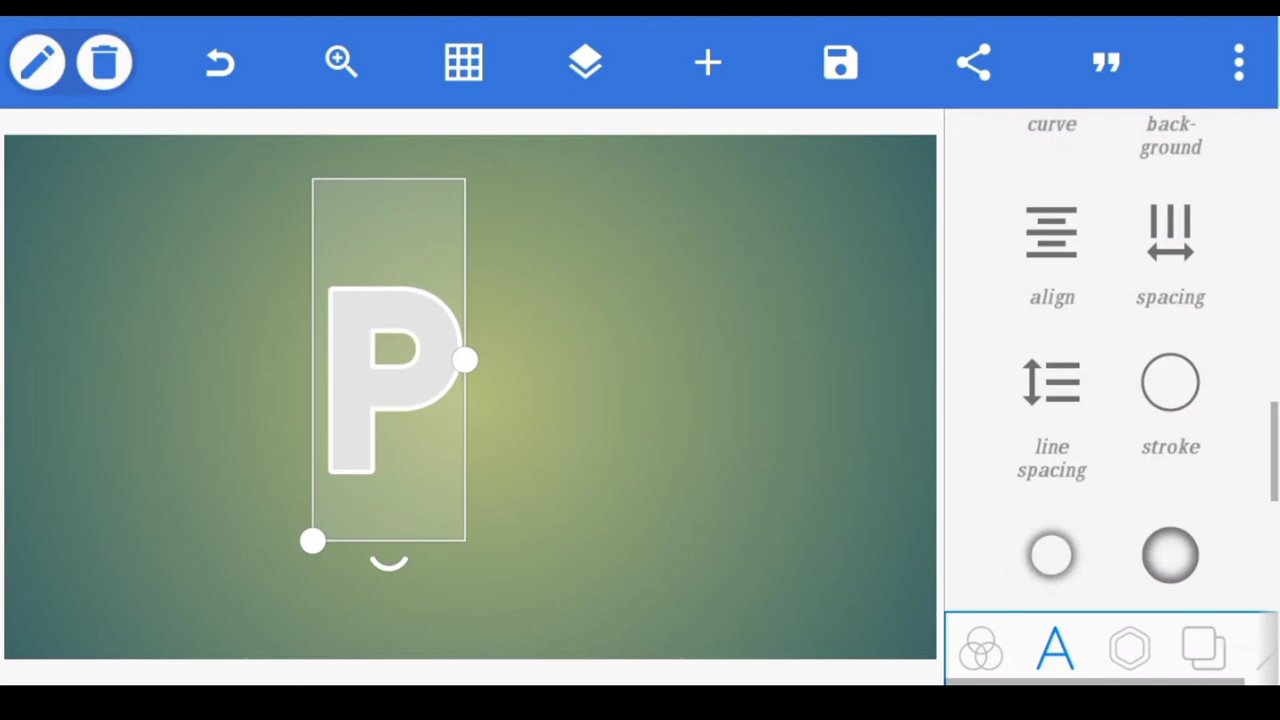 curve
back-
ground
P
align
spacing
line
spacing
stroke
A